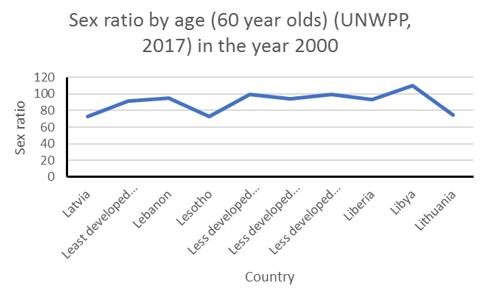 Sex ratio by age (60 year olds) (UNWPP,
2017) in the year 2000
120
100
80
60
40
20
0
Sex ratio
Latvia
Least developed...
Lebanon
Lesotho
Less developed...
Less developed...
Less developed...
Liberia
Libya
Lithuania
Country